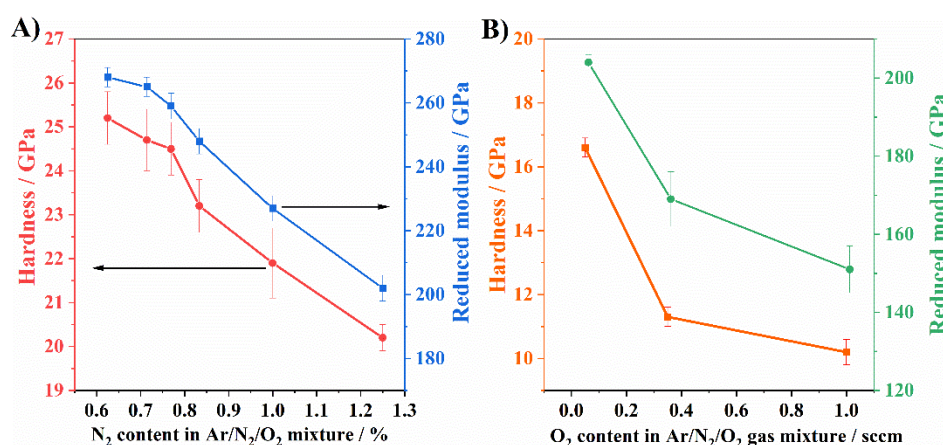 A)
27
26
25
24
23
22
21
20
19
Hardness / GPa
280
260
240
220
200
180
Reduced modulus / GPa
0.6 0.7 0.8 0.9 1.0 1.1 1.2 1.3
N₂ content in Ar/N₂/O₂ mixture / %
B)
20
18
16
14
12
10
Hardness / GPa
200
180
160
140
120
Reduced modulus / GPa
0.0 0.2 0.4 0.6 0.8 1.0
O₂ content in Ar/N₂/O₂ gas mixture / sccm